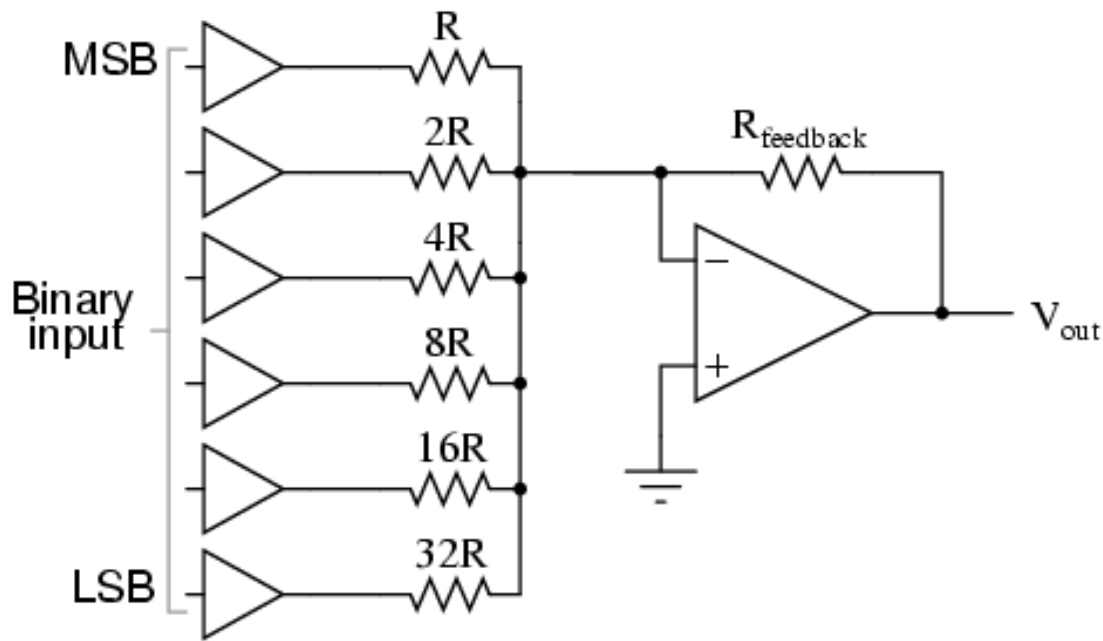 MSB
R
2R
R feedback
4R
Binary
input
8R
−
+
V out
16R
LSB
32R